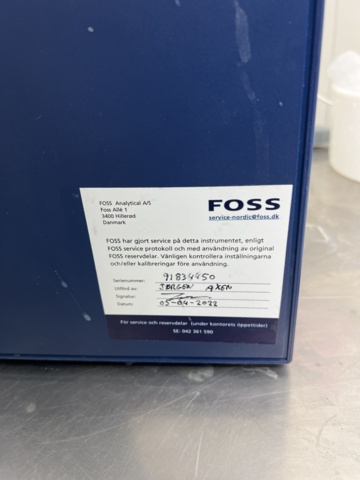 FOSS Analytical A/S
Foss Allé 1
3400 Hillerød
Danmark
FOSS
service-nordic@foss.dk
FOSS har gjort service på detta instrumentet, enligt
FOSS service protokoll och med användning av original
FOSS reservdelar. Vänligen kontrollera inställningarna
och/eller kalibreringar före användning.
Serienummer: 91834450
Utförd av: JØRGEN AXEN
Signatur:
Datum: 05-04-2022
För service och reservdelar (under kontorets öppettider)
SE: 042 361 590